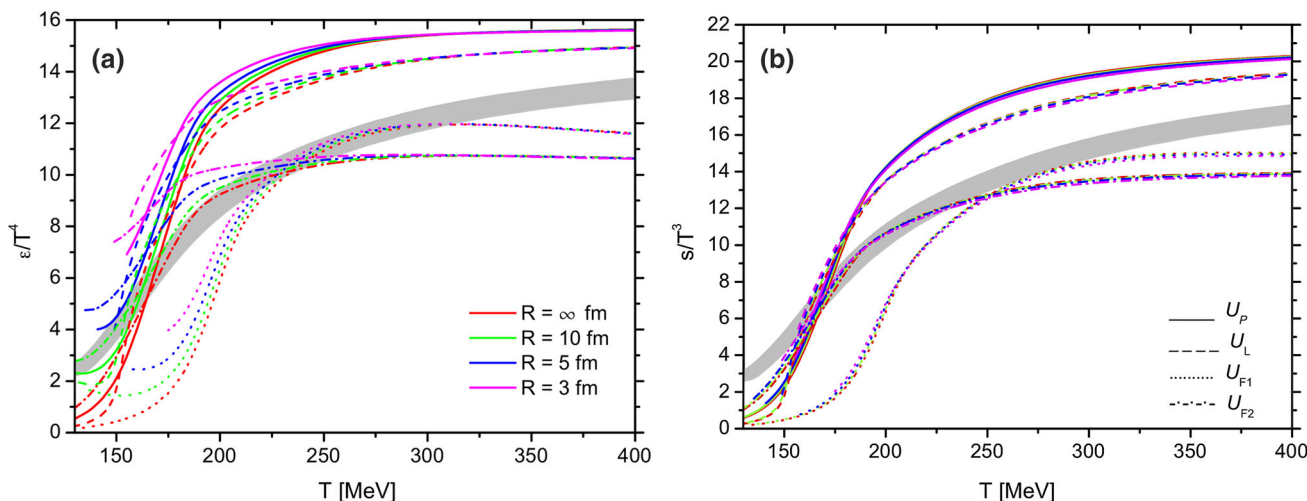 (a)
ε/T⁴
16
14
12
10
8
6
4
2
0
150 200 250 300 350 400
T [MeV]
R = ∞ fm
R = 10 fm
R = 5 fm
R = 3 fm
(b)
s/T³
22
20
18
16
14
12
10
8
6
4
2
0
150 200 250 300 350 400
T [MeV]
U_P
U_L
U_F1
U_F2